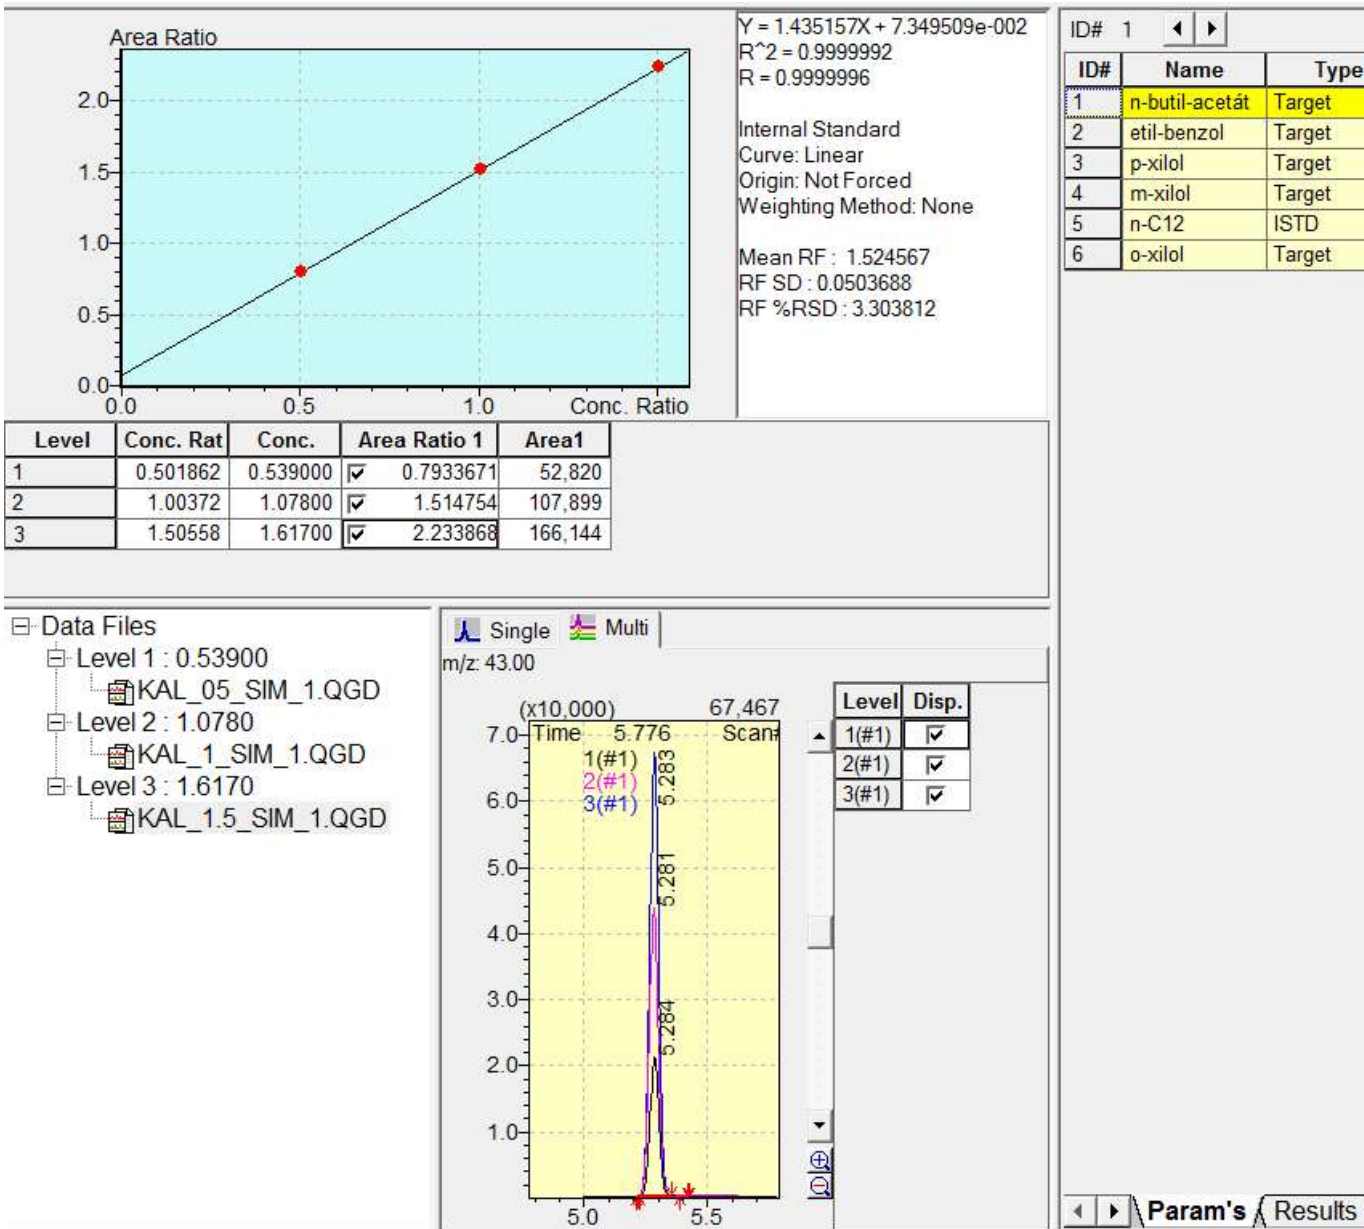 Area Ratio
2.0
1.5
1.0
0.5
0.0
0.0 0.5 1.0 Conc. Ratio
Y = 1.435157X + 7.349509e-002
R^2 = 0.9999992
R = 0.9999996
Internal Standard
Curve: Linear
Origin: Not Forced
Weighting Method: None
Mean RF : 1.524567
RF SD : 0.0503688
RF %RSD : 3.303812
ID# 1
ID# Name Type
1 n-butil-acetát Target
2 etil-benzol Target
3 p-xilol Target
4 m-xilol Target
5 n-C12 ISTD
6 o-xilol Target
Level Conc. Rat Conc. Area Ratio 1 Area1
1 0.501862 0.539000 0.7933671 52,820
2 1.00372 1.07800 1.514754 107,899
3 1.50558 1.61700 2.233868 166,144
Data Files
Level 1 : 0.53900
KAL_05_SIM_1.QGD
Level 2 : 1.0780
KAL_1_SIM_1.QGD
Level 3 : 1.6170
KAL_1.5_SIM_1.QGD
Single Multi
m/z: 43.00
(x10,000) 67,467
7.0 Time 5.776 Scan#
1(#1)
2(#1)
3(#1)
5.283
5.281
5.284
6.0
5.0
4.0
3.0
2.0
1.0
5.0 5.5
Level Disp.
1(#1)
2(#1)
3(#1)
Param's Results